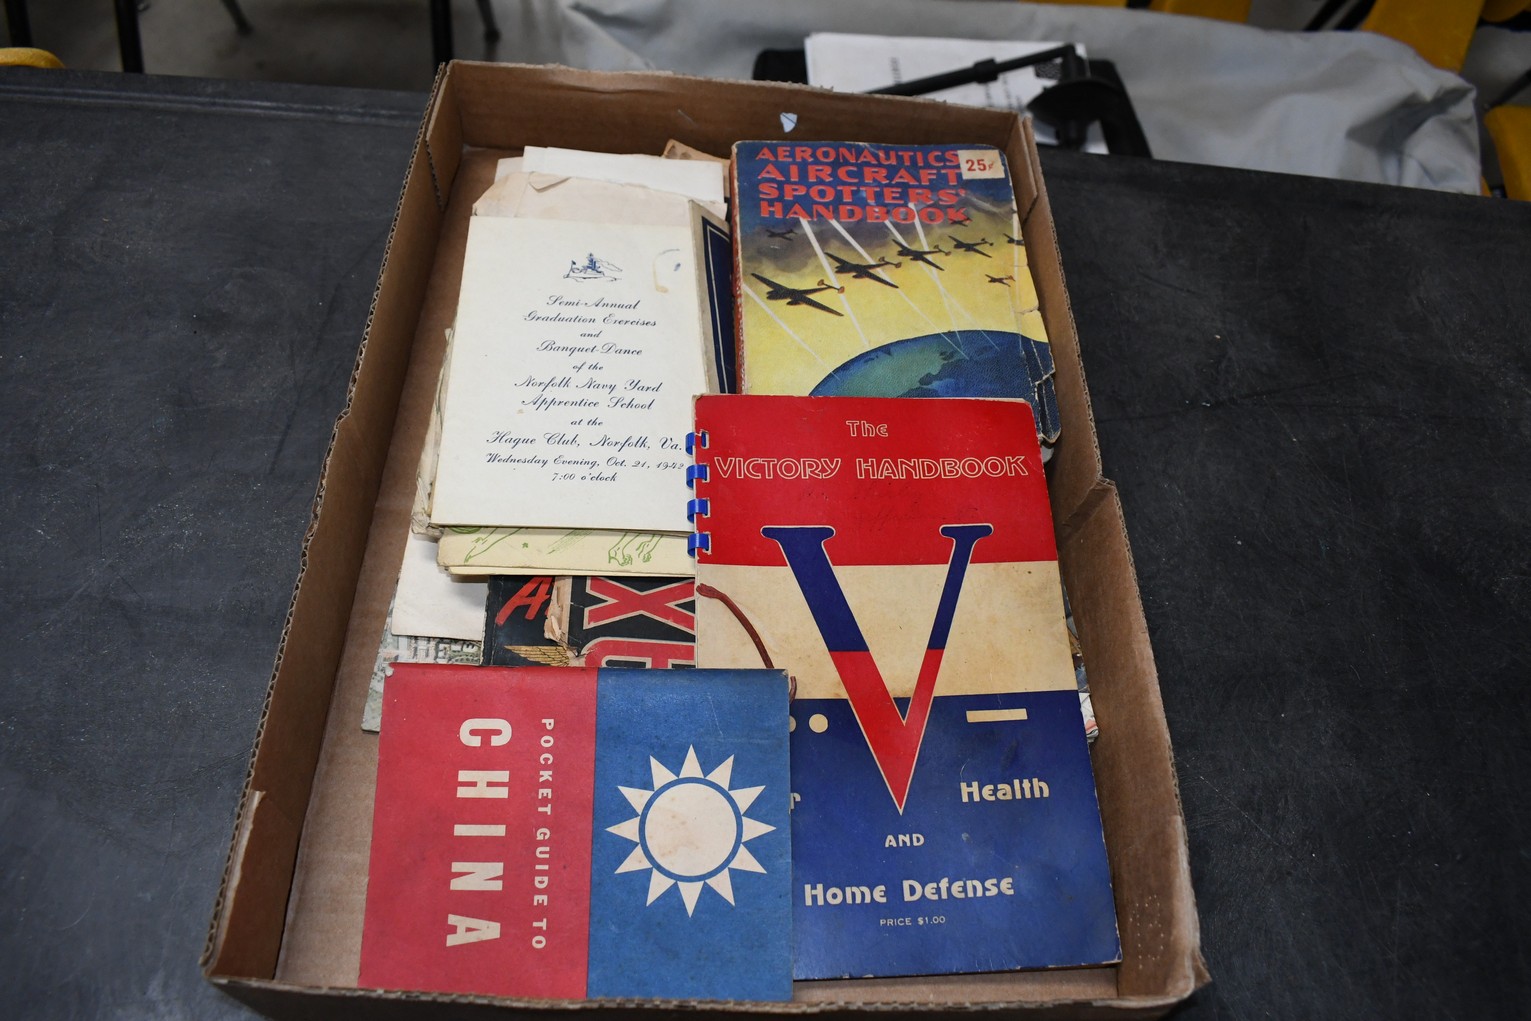 AERONAUTICS
AIRCRAFT
SPOTTERS'
HANDBOOK
25¢
Semi-Annual
Graduation Exercises
and
Banquet-Dance
of the
Norfolk Navy Yard
Apprentice School
at the
Hague Club, Norfolk, Va.
Wednesday Evening, Oct. 21, 1942
7:00 o'clock
The
VICTORY HANDBOOK
V
Health
AND
Home Defense
PRICE $1.00
POCKET GUIDE TO
CHINA